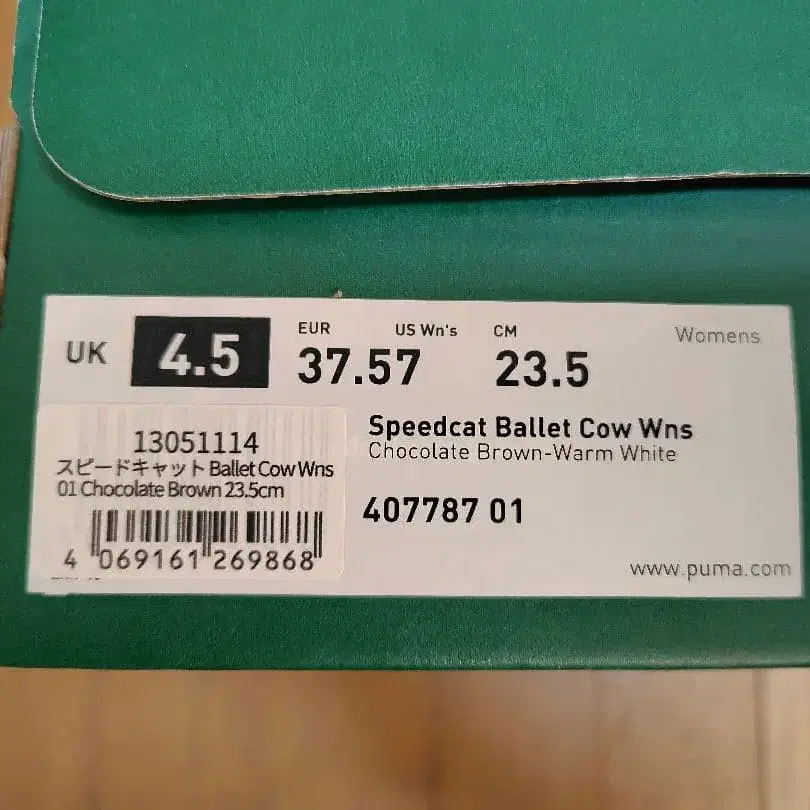 UK 4.5
EUR US Wn's CM
37.57 23.5
Womens
Speedcat Ballet Cow Wns
Chocolate Brown-Warm White
407787 01
www.puma.com
13051114
スピードキャット Ballet Cow Wns
01 Chocolate Brown 23.5cm
4 069161 269868